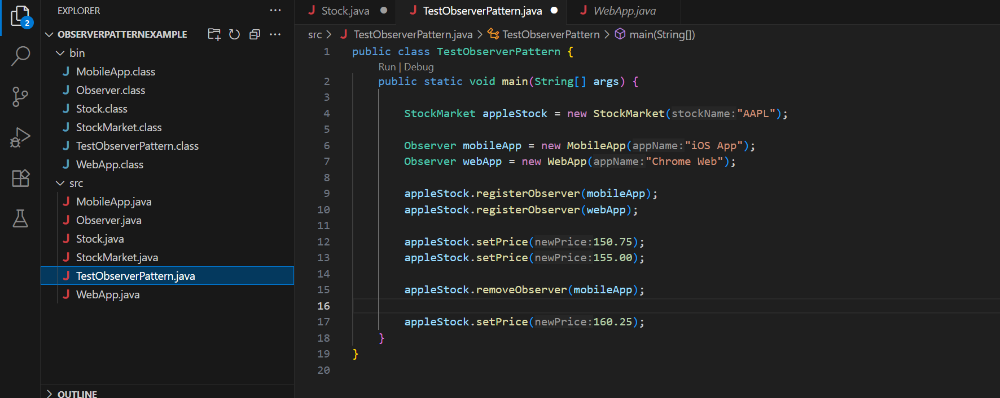 EXPLORER
2
OBSERVERPATTERNEXAMPLE
bin
MobileApp.class
Observer.class
Stock.class
StockMarket.class
TestObserverPattern.class
WebApp.class
src
MobileApp.java
Observer.java
Stock.java
StockMarket.java
TestObserverPattern.java
WebApp.java
OUTLINE
Stock.java TestObserverPattern.java WebApp.java
src > TestObserverPattern.java > TestObserverPattern > main(String[])
1 public class TestObserverPattern {
Run | Debug
2 public static void main(String[] args) {
3
4 StockMarket appleStock = new StockMarket(stockName:"AAPL");
5
6 Observer mobileApp = new MobileApp(appName:"iOS App");
7 Observer webApp = new WebApp(appName:"Chrome Web");
8
9 appleStock.registerObserver(mobileApp);
10 appleStock.registerObserver(webApp);
11
12 appleStock.setPrice(newPrice:150.75);
13 appleStock.setPrice(newPrice:155.00);
14
15 appleStock.removeObserver(mobileApp);
16
17 appleStock.setPrice(newPrice:160.25);
18 }
19 }
20